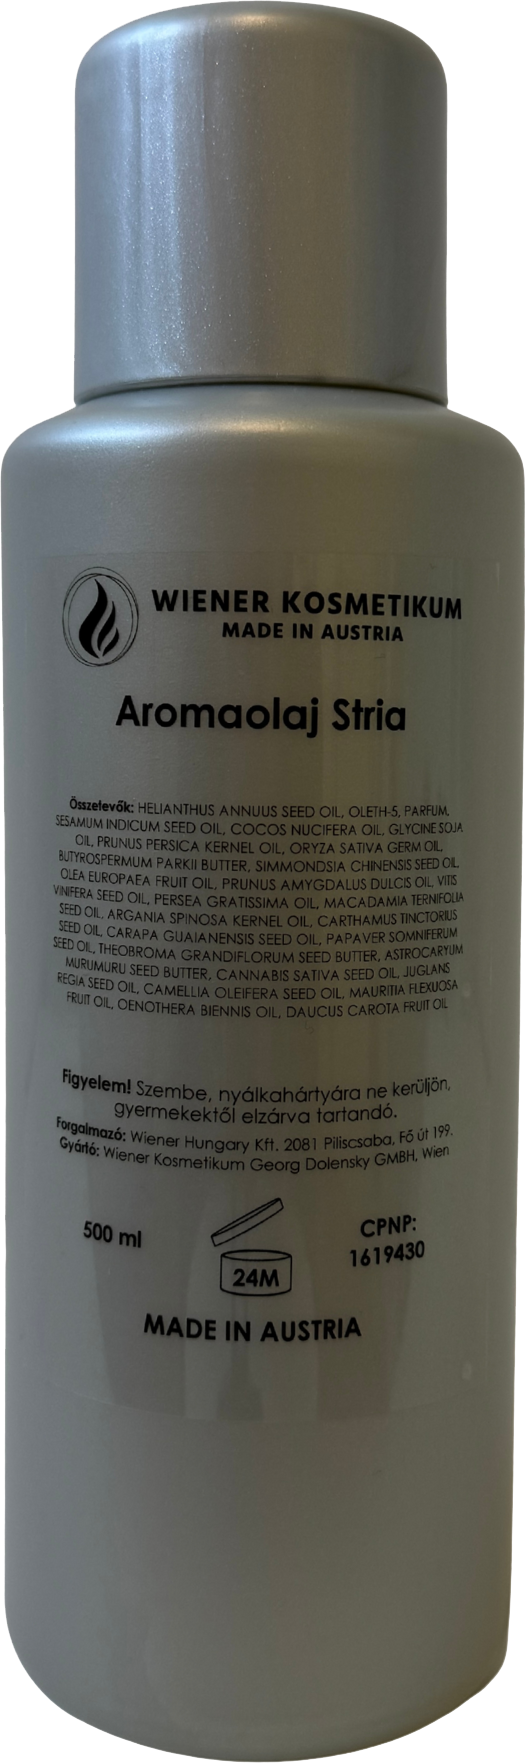 WIENER KOSMETIKUM
MADE IN AUSTRIA
Aromaolaj Stria
Összetevők: HELIANTHUS ANNUUS SEED OIL, OLETH-5, PARFUM,
SESAMUM INDICUM SEED OIL, COCOS NUCIFERA OIL, GLYCINE SOJA
OIL, PRUNUS PERSICA KERNEL OIL, ORYZA SATIVA GERM OIL,
BUTYROSPERMUM PARKII BUTTER, SIMMONDSIA CHINENSIS SEED OIL,
OLEA EUROPAEA FRUIT OIL, PRUNUS AMYGDALUS DULCIS OIL, VITIS
VINIFERA SEED OIL, PERSEA GRATISSIMA OIL, MACADAMIA TERNIFOLIA
SEED OIL, ARGANIA SPINOSA KERNEL OIL, CARTHAMUS TINCTORIUS
SEED OIL, CARAPA GUAIANENSIS SEED OIL, PAPAVER SOMNIFERUM
SEED OIL, THEOBROMA GRANDIFLORUM SEED BUTTER, ASTROCARYUM
MURUMURU SEED BUTTER, CANNABIS SATIVA SEED OIL, JUGLANS
REGIA SEED OIL, CAMELLIA OLEIFERA SEED OIL, MAURITIA FLEXUOSA
FRUIT OIL, OENOTHERA BIENNIS OIL, DAUCUS CAROTA FRUIT OIL
Figyelem! Szembe, nyálkahártyára ne kerüljön,
gyermekektől elzárva tartandó.
Forgalmazó: Wiener Hungary Kft. 2081 Piliscsaba, Fő út 199.
Gyártó: Wiener Kosmetikum Georg Dolensky GMBH, Wien
500 ml
24M
CPNP:
1619430
MADE IN AUSTRIA